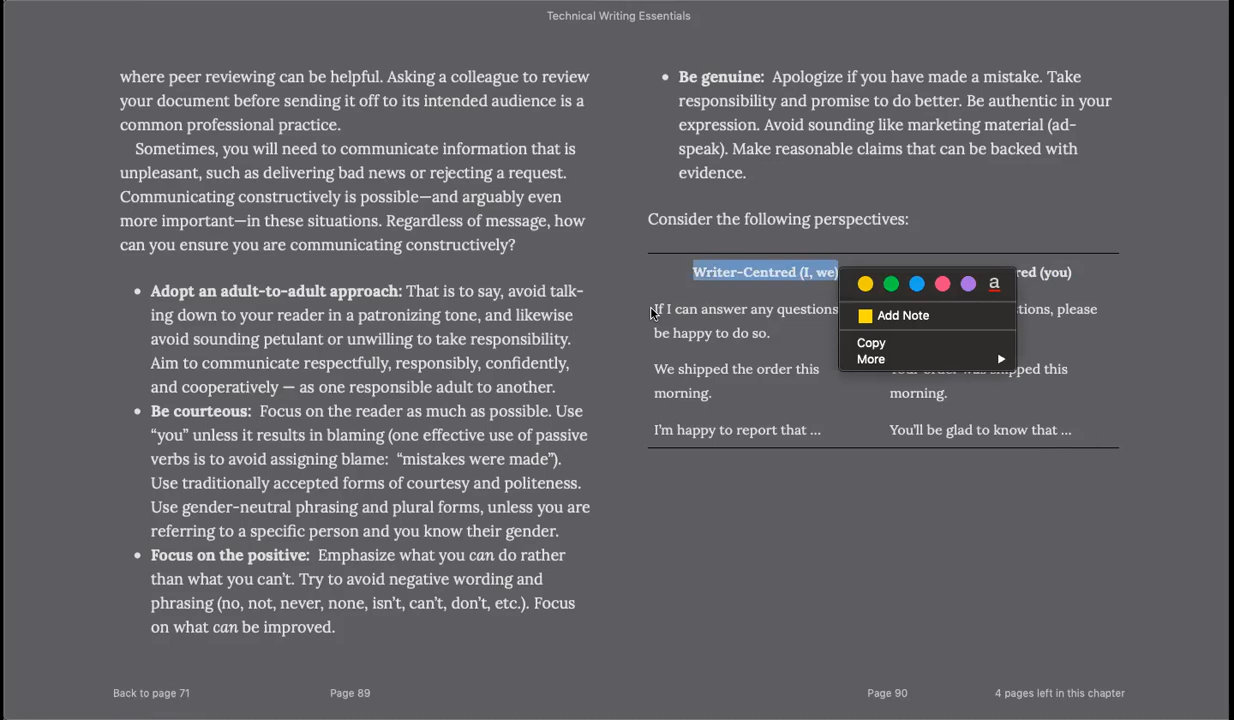 Technical Writing Essentials
where peer reviewing can be helpful. Asking a colleague to review
your document before sending it off to its intended audience is a
common professional practice.
Sometimes, you will need to communicate information that is
unpleasant, such as delivering bad news or rejecting a request.
Communicating constructively is possible—and arguably even
more important—in these situations. Regardless of message, how
can you ensure you are communicating constructively?
• Adopt an adult-to-adult approach: That is to say, avoid talk-
ing down to your reader in a patronizing tone, and likewise
avoid sounding petulant or unwilling to take responsibility.
Aim to communicate respectfully, responsibly, confidently,
and cooperatively — as one responsible adult to another.
• Be courteous: Focus on the reader as much as possible. Use
“you” unless it results in blaming (one effective use of passive
verbs is to avoid assigning blame: “mistakes were made”).
Use traditionally accepted forms of courtesy and politeness.
Use gender-neutral phrasing and plural forms, unless you are
referring to a specific person and you know their gender.
• Focus on the positive: Emphasize what you can do rather
than what you can’t. Try to avoid negative wording and
phrasing (no, not, never, none, isn’t, can’t, don’t, etc.). Focus
on what can be improved.
• Be genuine: Apologize if you have made a mistake. Take
responsibility and promise to do better. Be authentic in your
expression. Avoid sounding like marketing material (ad-
speak). Make reasonable claims that can be backed with
evidence.
Consider the following perspectives:
Writer-Centred (I, we)
(you)
If I can answer any questions
be happy to do so.
please
a
Add Note
Copy
More
We shipped the order this
morning.
Your order was shipped this
morning.
I’m happy to report that ...
You’ll be glad to know that ...
Back to page 71
Page 89
Page 90
4 pages left in this chapter